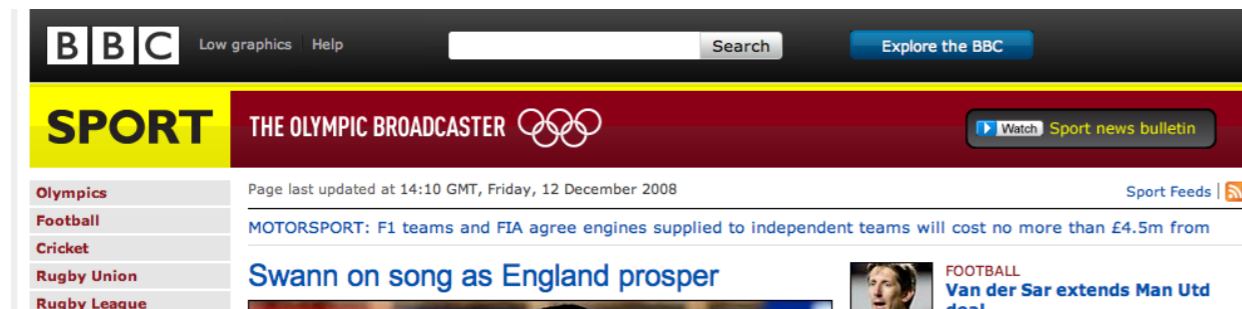 BBC Low graphics Help Search Explore the BBC
SPORT THE OLYMPIC BROADCASTER Watch Sport news bulletin
Olympics
Football
Cricket
Rugby Union
Rugby League
Page last updated at 14:10 GMT, Friday, 12 December 2008 Sport Feeds
MOTORSPORT: F1 teams and FIA agree engines supplied to independent teams will cost no more than £4.5m from
Swann on song as England prosper
FOOTBALL
Van der Sar extends Man Utd
deal